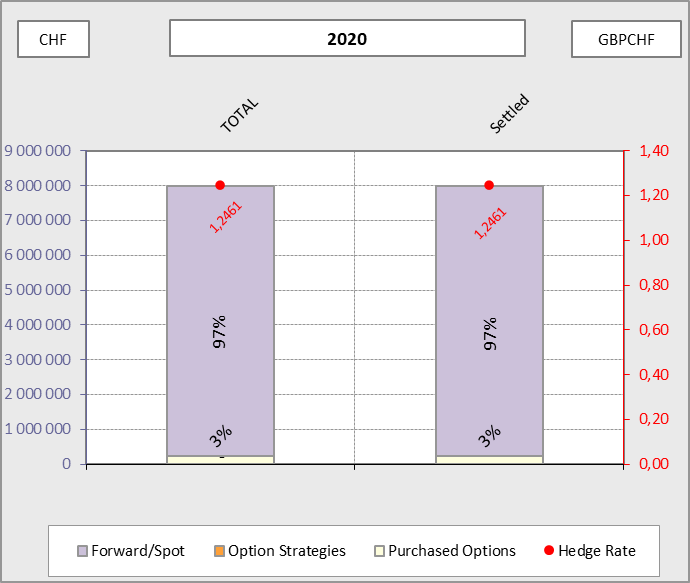 CHF
2020
GBPCHF
TOTAL
Settled
9 000 000
8 000 000
7 000 000
6 000 000
5 000 000
4 000 000
3 000 000
2 000 000
1 000 000
0
1,2461
97%
3%
1,2461
97%
3%
1,40
1,20
1,00
0,80
0,60
0,40
0,20
0,00
Forward/Spot
Option Strategies
Purchased Options
Hedge Rate